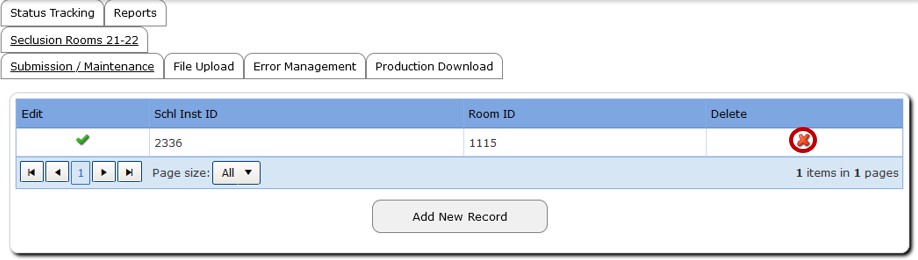 Status Tracking Reports
Seclusion Rooms 21-22
Submission / Maintenance File Upload Error Management Production Download
Edit Schl Inst ID Room ID Delete
2336 1115
1 Page size: All 1 items in 1 pages
Add New Record